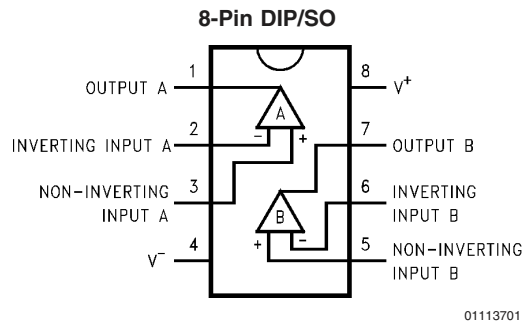 8-Pin DIP/SO
1
OUTPUT A
8
V+
A
2
- +
INVERTING INPUT A
7
OUTPUT B
3
NON-INVERTING
INPUT A
6
INVERTING
INPUT B
B
4
V-
+ -
5
NON-INVERTING
INPUT B
01113701